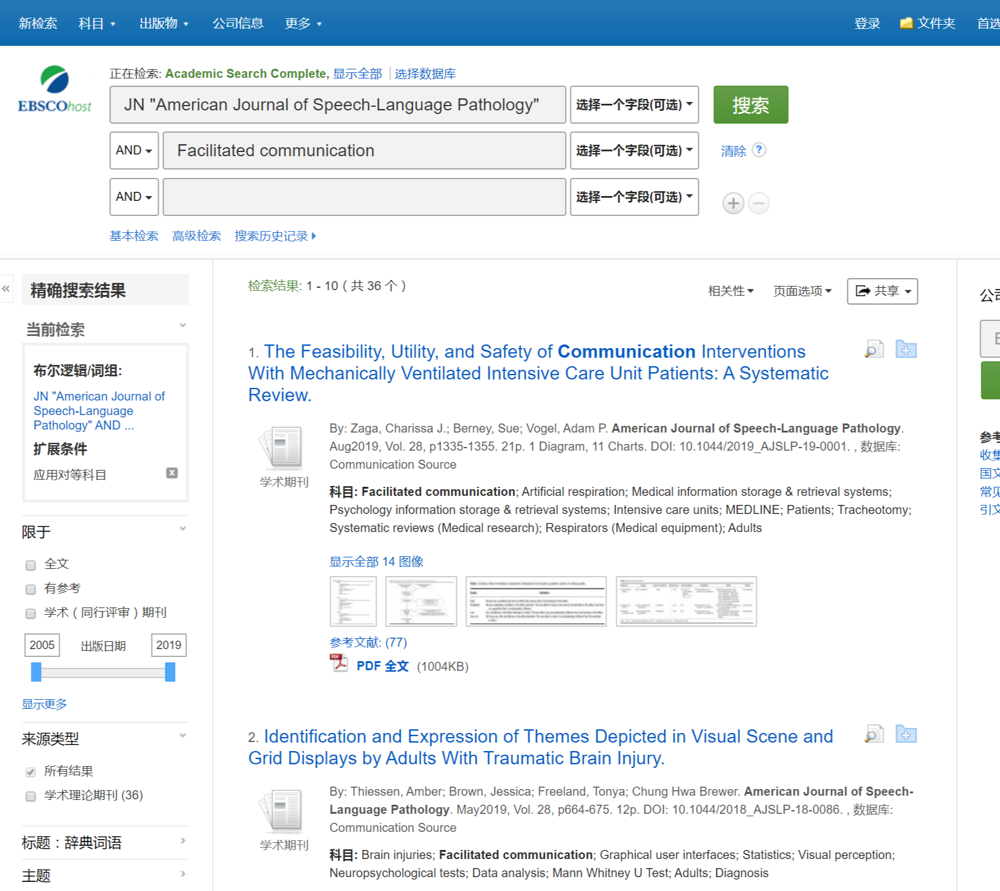 新检索 科目 出版物 公司信息 更多 登录 文件夹 首选
正在检索: Academic Search Complete, 显示全部 选择数据库
EBSCOhost
JN "American Journal of Speech-Language Pathology" 选择一个字段(可选) 搜索
AND Facilitated communication 选择一个字段(可选) 清除 ?
AND 选择一个字段(可选)
基本检索 高级检索 搜索历史记录
«
精确搜索结果
当前检索
布尔逻辑/词组:
JN "American Journal of
Speech-Language
Pathology" AND ...
扩展条件
应用对等科目 x
限于
全文
有参考
学术 ( 同行评审 ) 期刊
2005 出版日期 2019
显示更多
来源类型
所有结果
学术理论期刊 (36)
标题 : 辞典词语
主题
检索结果: 1 - 10 ( 共 36 个 )
相关性 页面选项 共享
1. The Feasibility, Utility, and Safety of Communication Interventions
With Mechanically Ventilated Intensive Care Unit Patients: A Systematic
Review.
学术期刊
By: Zaga, Charissa J.; Berney, Sue; Vogel, Adam P. American Journal of Speech-Language Pathology.
Aug2019, Vol. 28, p1335-1355. 21p. 1 Diagram, 11 Charts. DOI: 10.1044/2019_AJSLP-19-0001. , 数据库:
Communication Source
科目: Facilitated communication; Artificial respiration; Medical information storage & retrieval systems;
Psychology information storage & retrieval systems; Intensive care units; MEDLINE; Patients; Tracheotomy;
Systematic reviews (Medical research); Respirators (Medical equipment); Adults
显示全部 14 图像
参考文献: (77)
PDF 全文 (1004KB)
2. Identification and Expression of Themes Depicted in Visual Scene and
Grid Displays by Adults With Traumatic Brain Injury.
学术期刊
By: Thiessen, Amber; Brown, Jessica; Freeland, Tonya; Chung Hwa Brewer. American Journal of Speech-
Language Pathology. May2019, Vol. 28, p664-675. 12p. DOI: 10.1044/2018_AJSLP-18-0086. , 数据库:
Communication Source
科目: Brain injuries; Facilitated communication; Graphical user interfaces; Statistics; Visual perception;
Neuropsychological tests; Data analysis; Mann Whitney U Test; Adults; Diagnosis
公司
参考
收集
国文
常见
引文